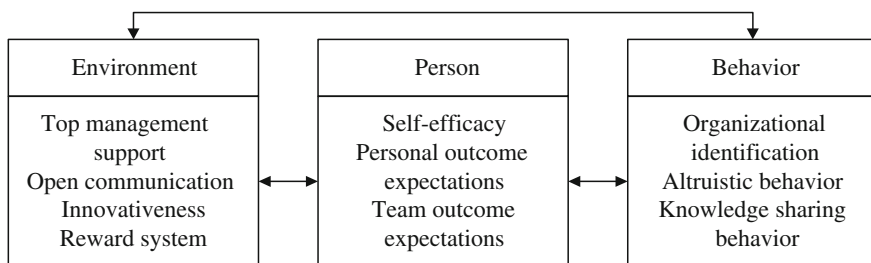 Environment
Top management
support
Open communication
Innovativeness
Reward system
Person
Self-efficacy
Personal outcome
expectations
Team outcome
expectations
Behavior
Organizational
identification
Altruistic behavior
Knowledge sharing
behavior